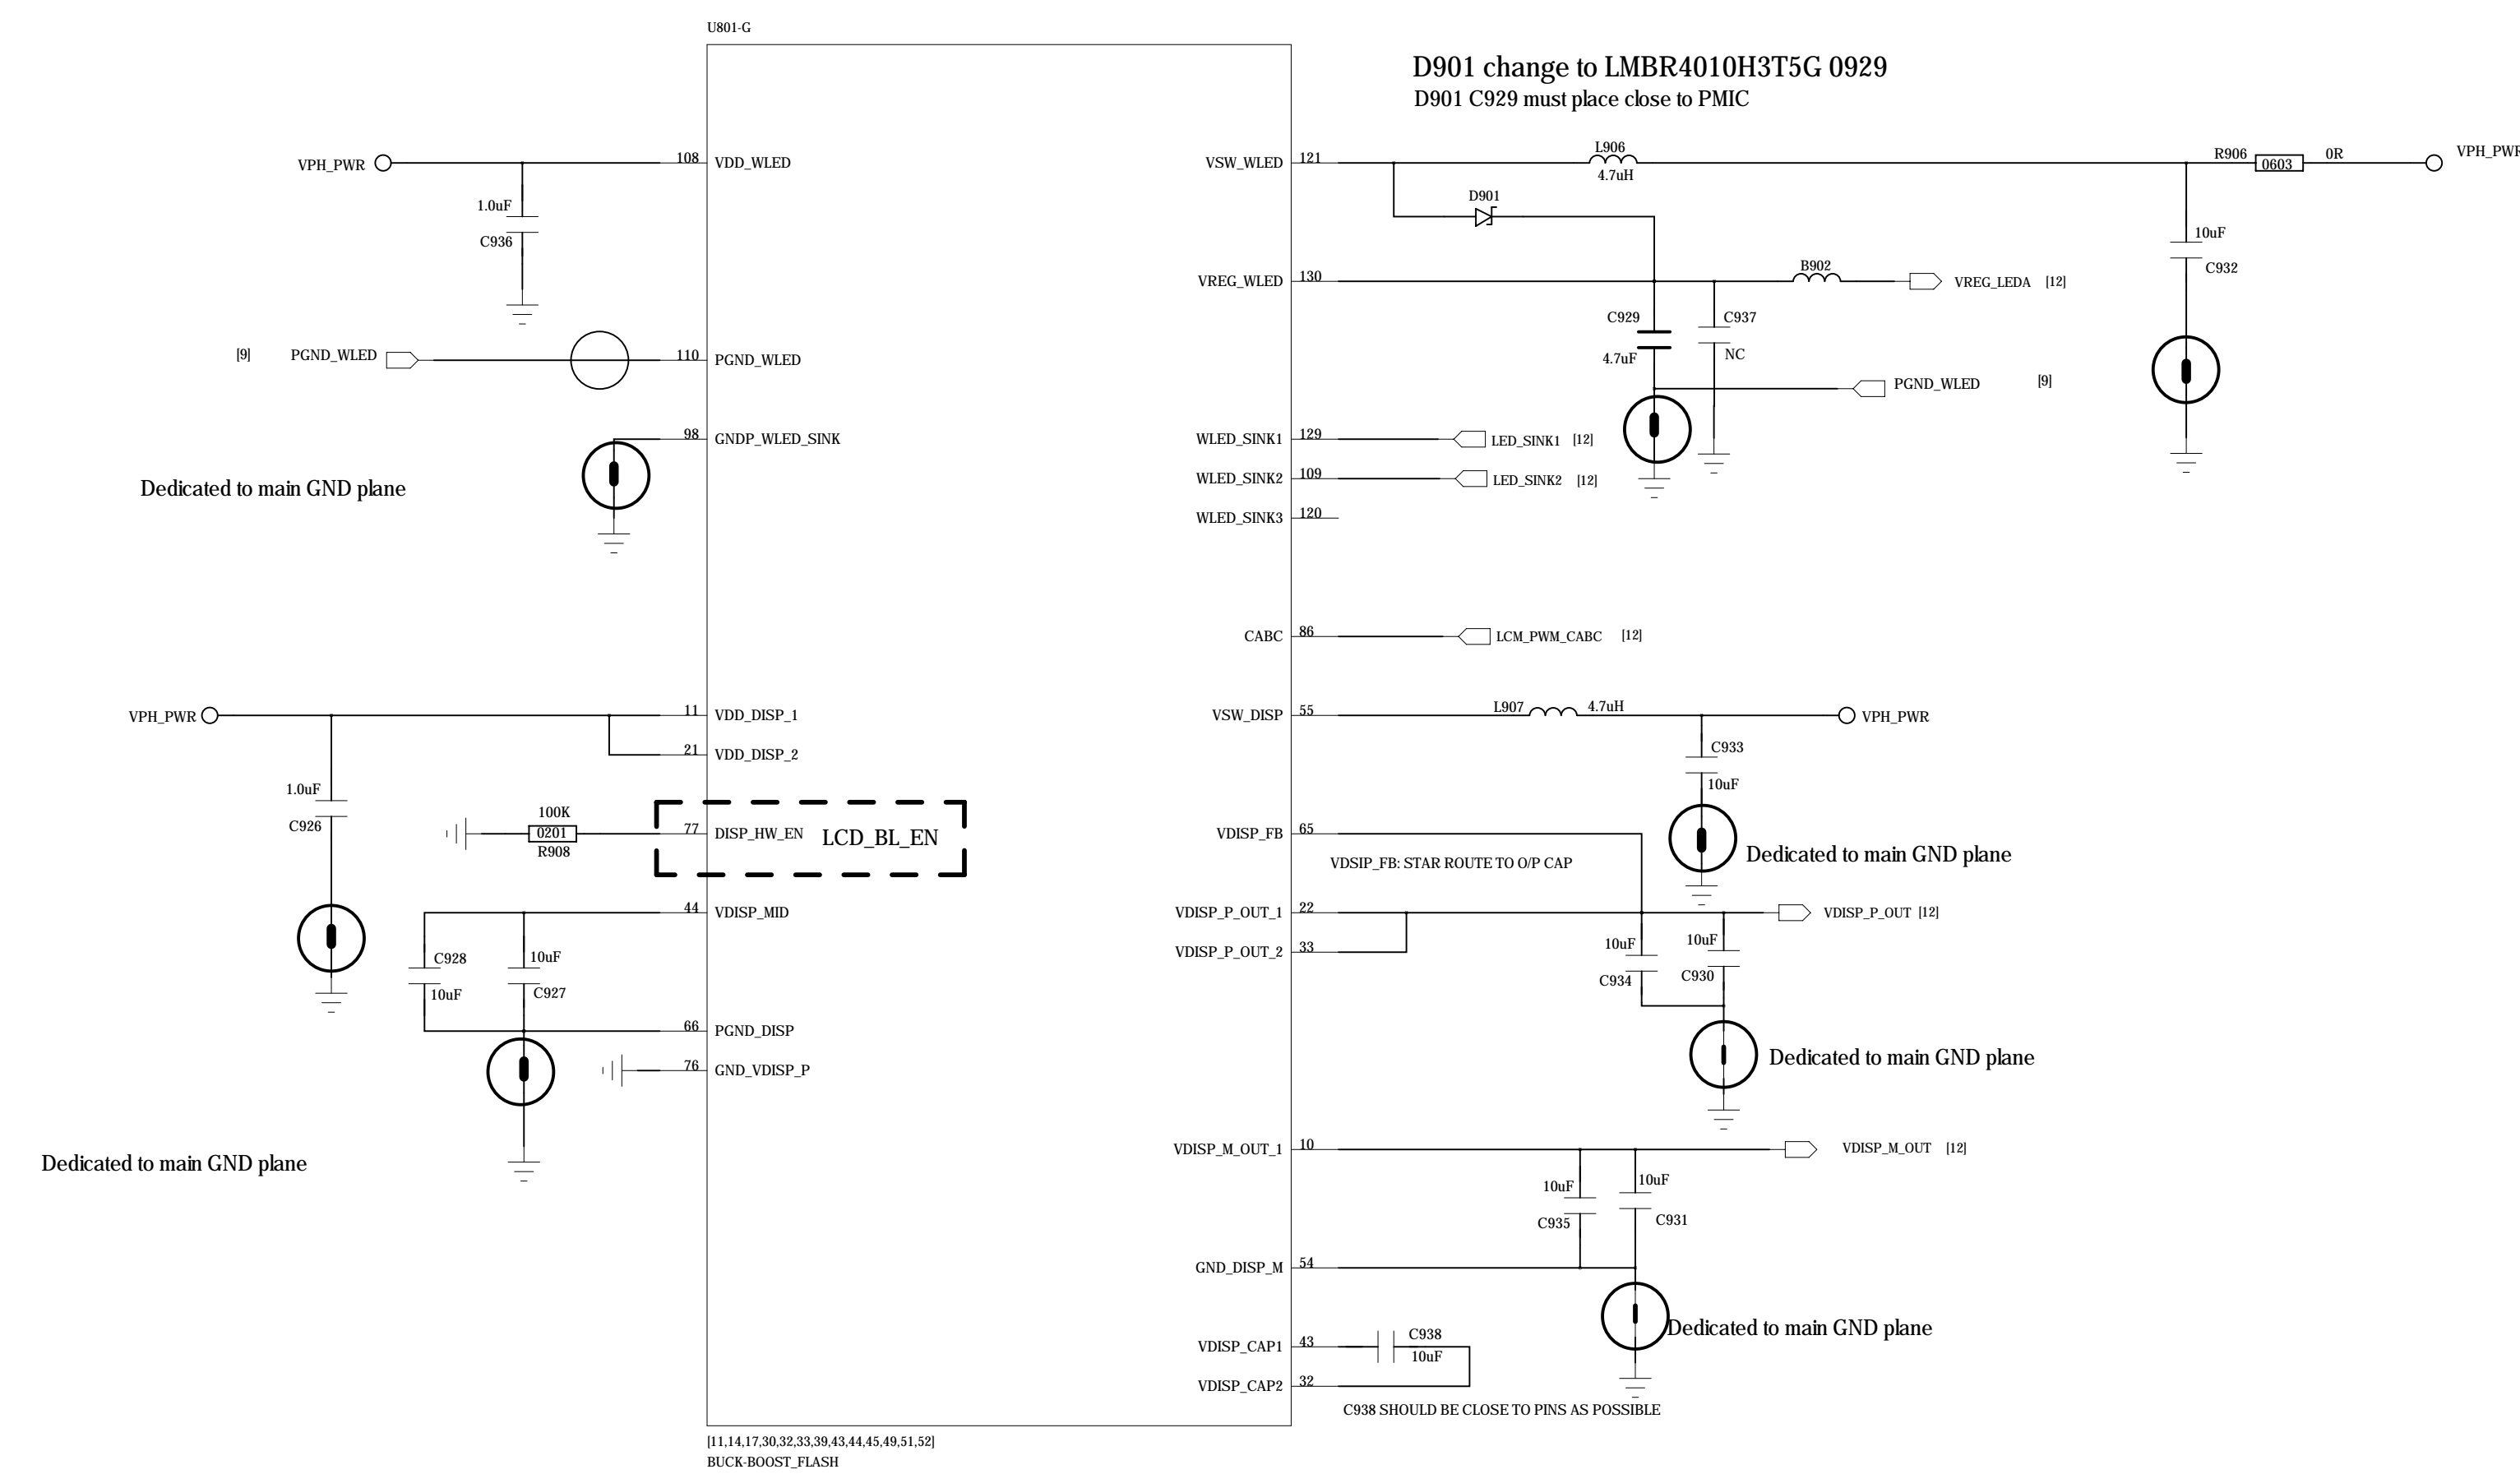 U801-G
D901 change to LMBR4010H3T5G 0929
D901 C929 must place close to PMIC
VPH_PWR
108
VDD_WLED
1.0uF
C936
[9]
PGND_WLED
110
PGND_WLED
98
GNDP_WLED_SINK
Dedicated to main GND plane
VPH_PWR
11
VDD_DISP_1
21
VDD_DISP_2
1.0uF
C926
100K
0201
R908
77
DISP_HW_EN
LCD_BL_EN
44
VDISP_MID
C928
10uF
10uF
C927
66
PGND_DISP
76
GND_VDISP_P
Dedicated to main GND plane
VSW_WLED
121
L906
4.7uH
R906
0603
0R
VPH_PWR
D901
10uF
C932
VREG_WLED
130
B902
VREG_LEDA
[12]
C929
4.7uF
C937
NC
PGND_WLED
[9]
WLED_SINK1
129
LED_SINK1
[12]
WLED_SINK2
109
LED_SINK2
[12]
WLED_SINK3
120
CABC
86
LCM_PWM_CABC
[12]
VSW_DISP
55
L907
4.7uH
VPH_PWR
C933
10uF
Dedicated to main GND plane
VDISP_FB
65
VDSIP_FB: STAR ROUTE TO O/P CAP
VDISP_P_OUT_1
22
VDISP_P_OUT
[12]
VDISP_P_OUT_2
33
10uF
C934
10uF
C930
Dedicated to main GND plane
VDISP_M_OUT_1
10
VDISP_M_OUT
[12]
10uF
C935
10uF
C931
GND_DISP_M
54
Dedicated to main GND plane
VDISP_CAP1
43
C938
10uF
VDISP_CAP2
32
C938 SHOULD BE CLOSE TO PINS AS POSSIBLE
[11,14,17,30,32,33,39,43,44,45,49,51,52]
BUCK-BOOST_FLASH